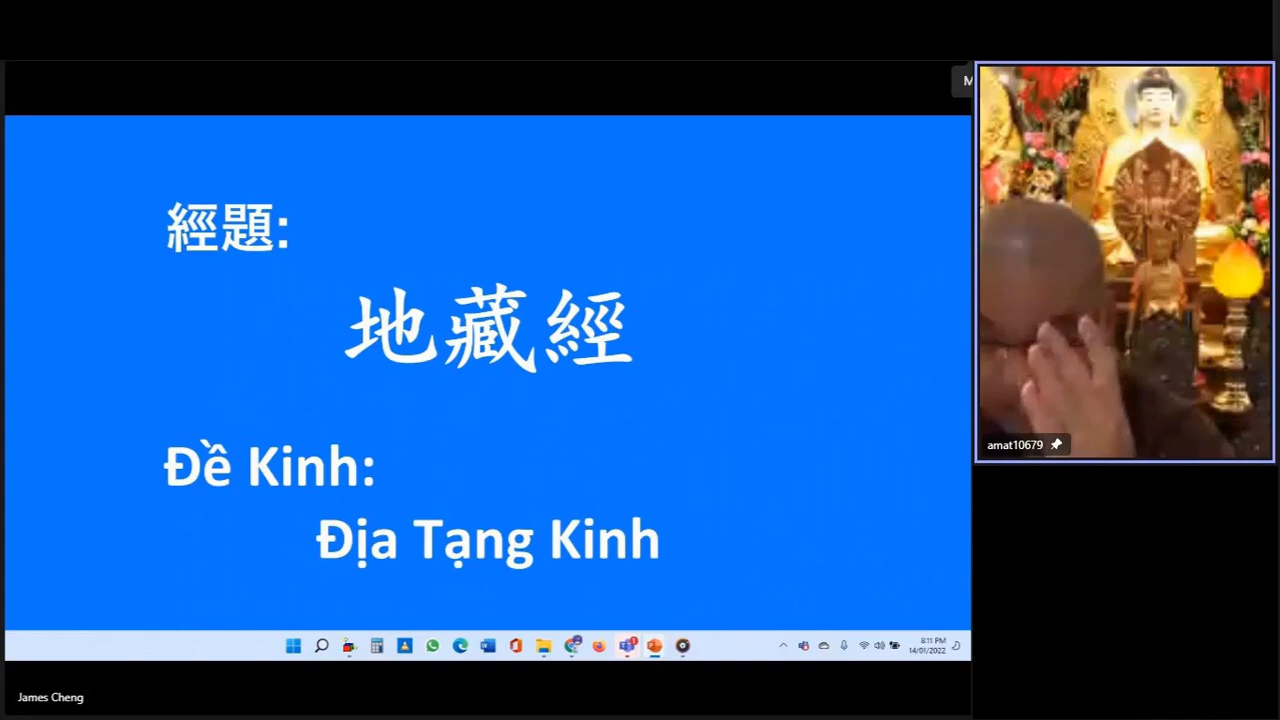 M
經題:
地藏經
Đề Kinh:
Địa Tạng Kinh
amat10679
8:11 PM
14/01/2022
James Cheng